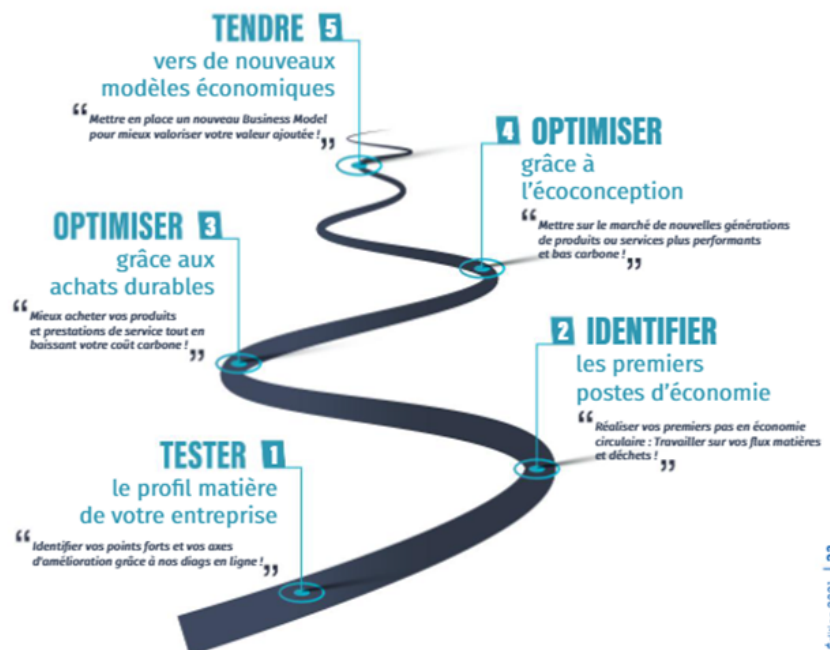 TENDRE 5
vers de nouveaux
modèles économiques
“ Mettre en place un nouveau Business Model
pour mieux valoriser votre valeur ajoutée ! ”
4 OPTIMISER
grâce à
l’écoconception
“ Mettre sur le marché de nouvelles générations
de produits ou services plus performants
et bas carbone ! ”
OPTIMISER 3
grâce aux
achats durables
“ Mieux acheter vos produits
et prestations de service tout en
baissant votre coût carbone ! ”
2 IDENTIFIER
les premiers
postes d’économie
“ Réaliser vos premiers pas en économie
circulaire : Travailler sur vos flux matières
et déchets ! ”
TESTER 1
le profil matière
de votre entreprise
“ Identifier vos points forts et vos axes
d'amélioration grâce à nos diags en ligne ! ”